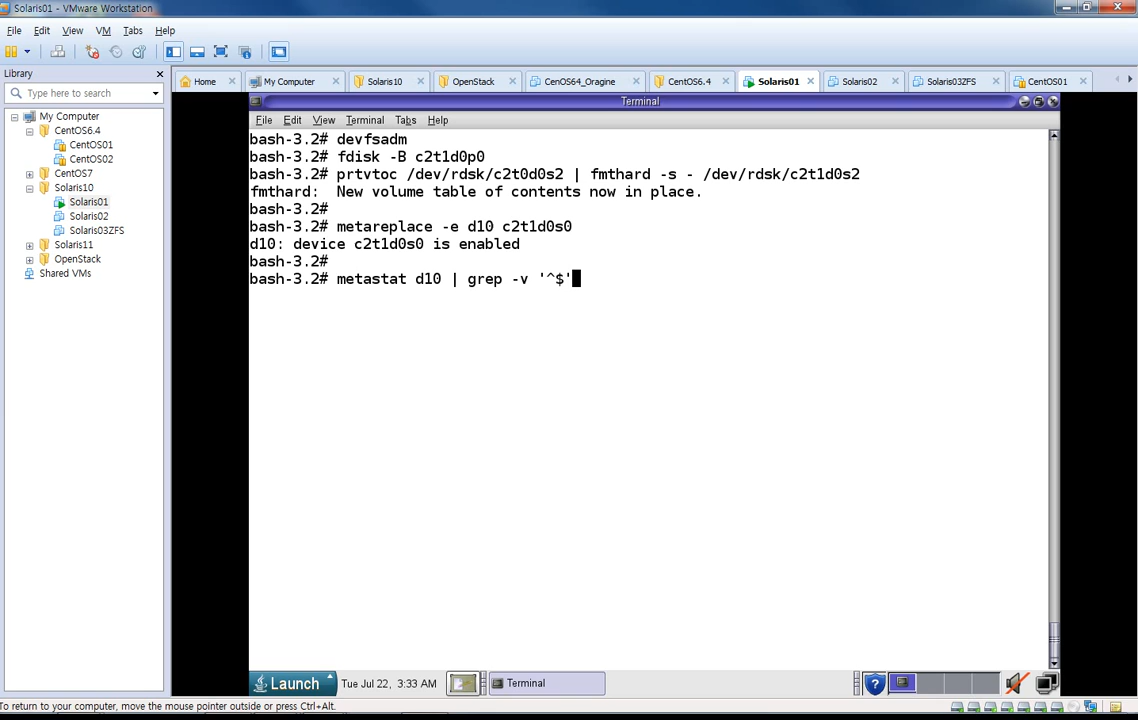 Solaris01 - VMware Workstation
File Edit View VM Tabs Help
Library
Type here to search
My Computer
CentOS6.4
CentOS01
CentOS02
CentOS7
Solaris10
Solaris01
Solaris02
Solaris03ZFS
Solaris11
OpenStack
Shared VMs
Home My Computer Solaris10 OpenStack CenOS64_Oragine CentOS6.4 Solaris01 Solaris02 Solaris03ZFS CentOS01
Terminal
File Edit View Terminal Tabs Help
bash-3.2# devfsadm
bash-3.2# fdisk -B c2t1d0p0
bash-3.2# prtvtoc /dev/rdsk/c2t0d0s2 | fmthard -s - /dev/rdsk/c2t1d0s2
fmthard:  New volume table of contents now in place.
bash-3.2#
bash-3.2# metareplace -e d10 c2t1d0s0
d10: device c2t1d0s0 is enabled
bash-3.2#
bash-3.2# metastat d10 | grep -v '^$'
Launch Tue Jul 22, 3:33 AM Terminal
To return to your computer, move the mouse pointer outside or press Ctrl+Alt.